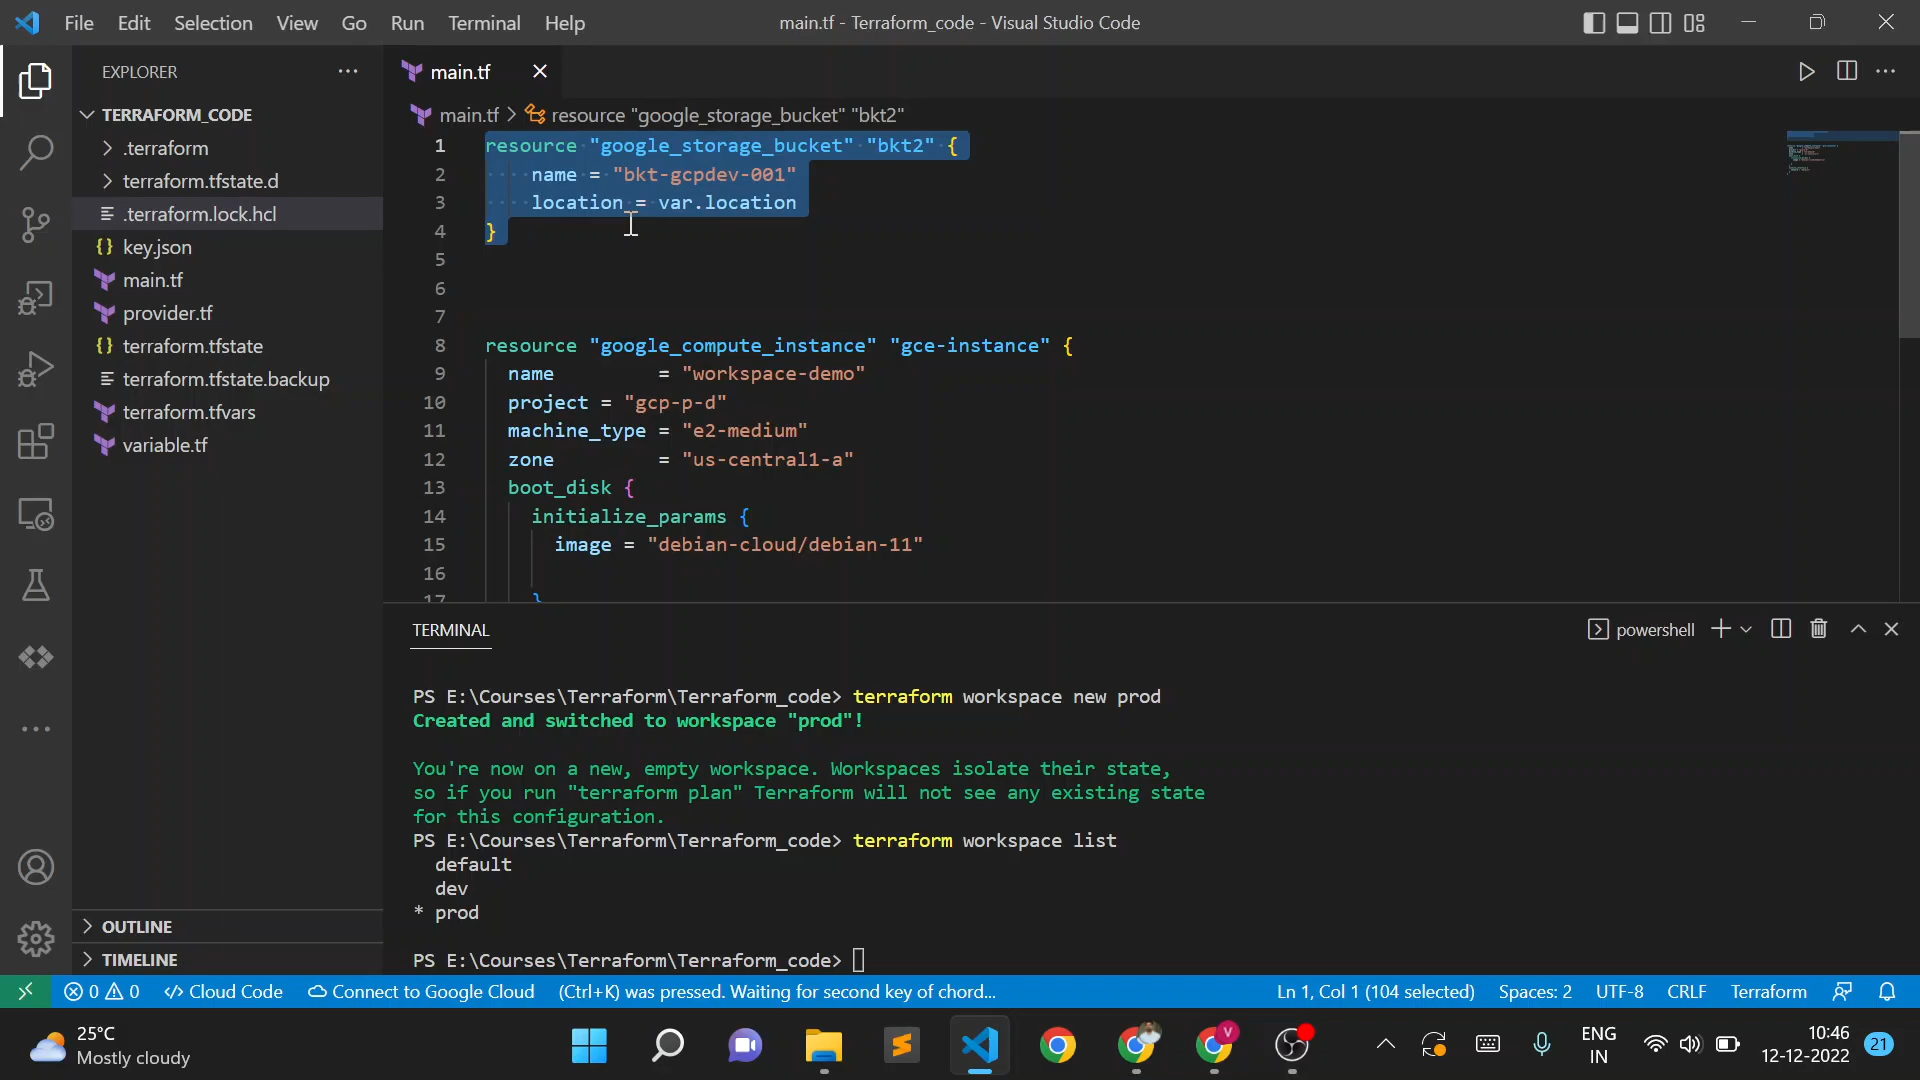 File Edit Selection View Go Run Terminal Help
main.tf - Terraform_code - Visual Studio Code
EXPLORER
TERRAFORM_CODE
.terraform
terraform.tfstate.d
.terraform.lock.hcl
key.json
main.tf
provider.tf
terraform.tfstate
terraform.tfstate.backup
terraform.tfvars
variable.tf
OUTLINE
TIMELINE
main.tf
main.tf > resource "google_storage_bucket" "bkt2"
1 resource "google_storage_bucket" "bkt2" {
2 name = "bkt-gcpdev-001"
3 location = var.location
4 }
5
6
7
8 resource "google_compute_instance" "gce-instance" {
9 name = "workspace-demo"
10 project = "gcp-p-d"
11 machine_type = "e2-medium"
12 zone = "us-central1-a"
13 boot_disk {
14 initialize_params {
15 image = "debian-cloud/debian-11"
16
17 }
TERMINAL
powershell
PS E:\Courses\Terraform\Terraform_code> terraform workspace new prod
Created and switched to workspace "prod"!
You're now on a new, empty workspace. Workspaces isolate their state,
so if you run "terraform plan" Terraform will not see any existing state
for this configuration.
PS E:\Courses\Terraform\Terraform_code> terraform workspace list
default
dev
* prod
PS E:\Courses\Terraform\Terraform_code>
0 0 Cloud Code Connect to Google Cloud (Ctrl+K) was pressed. Waiting for second key of chord... Ln 1, Col 1 (104 selected) Spaces: 2 UTF-8 CRLF Terraform
25°C
Mostly cloudy
V
ENG
IN
10:46
12-12-2022
21